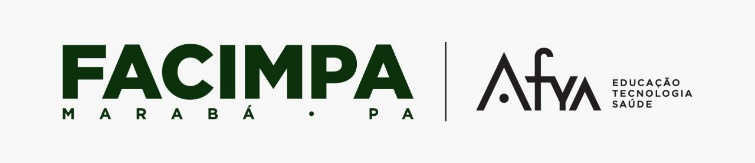 FACIMPA
MARABÁ • PA
Afya
EDUCAÇÃO
TECNOLOGIA
SAÚDE